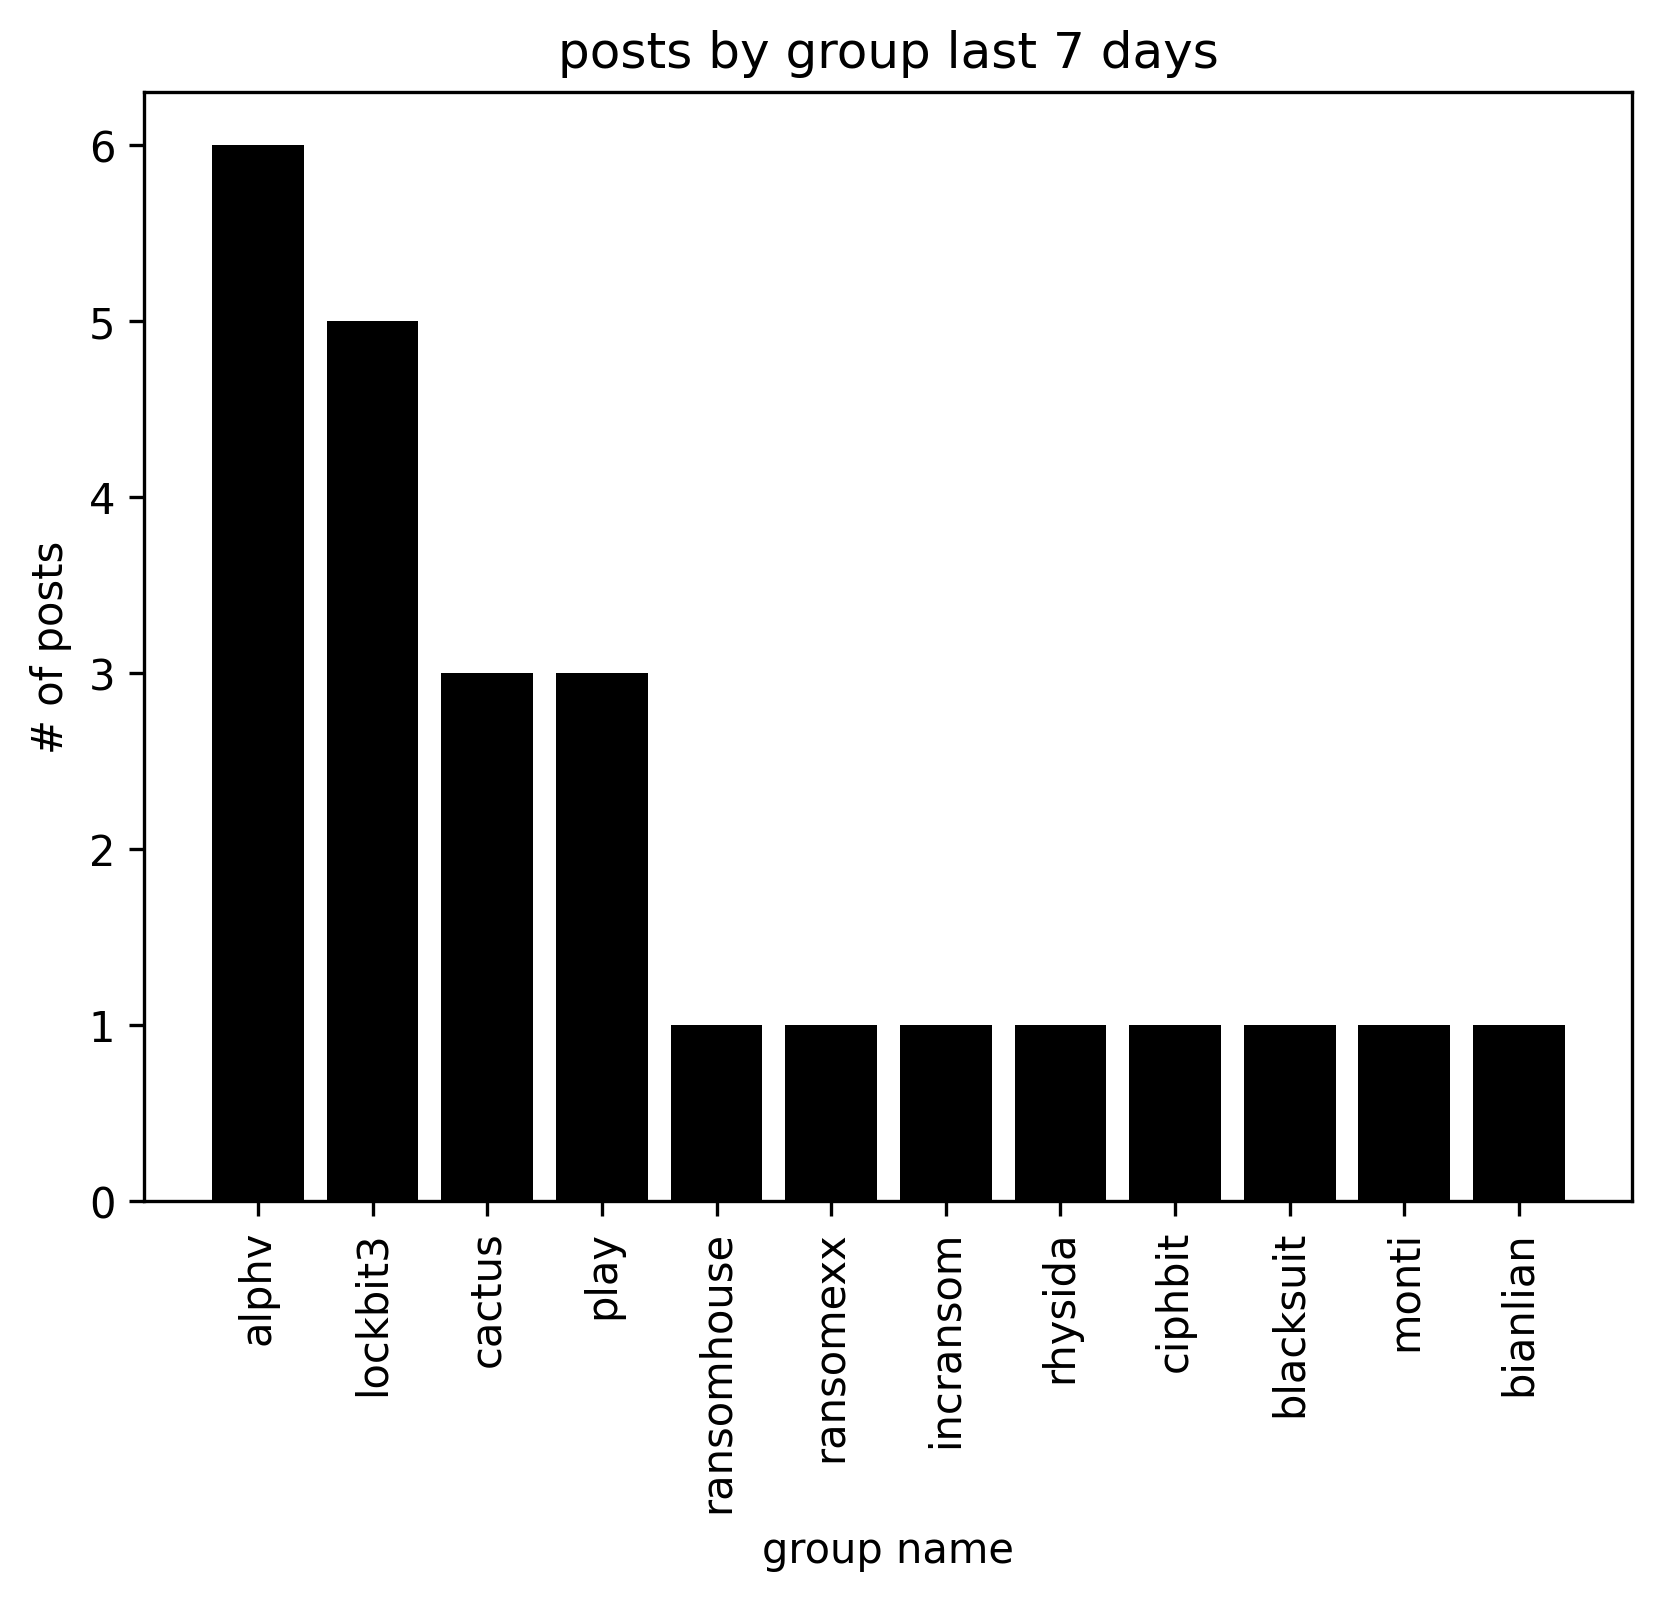 posts by group last 7 days
6
5
4
3
2
1
0
# of posts
alphv
lockbit3
cactus
play
ransomhouse
ransomexx
incransom
rhysida
ciphbit
blacksuit
monti
bianlian
group name